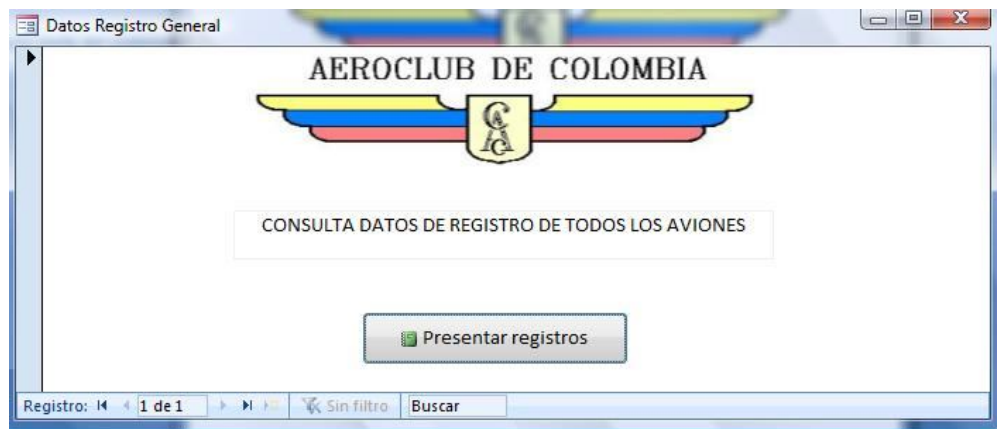 Datos Registro General
AEROCLUB DE COLOMBIA
CAAC
CONSULTA DATOS DE REGISTRO DE TODOS LOS AVIONES
Presentar registros
Registro: 1 de 1 Sin filtro Buscar